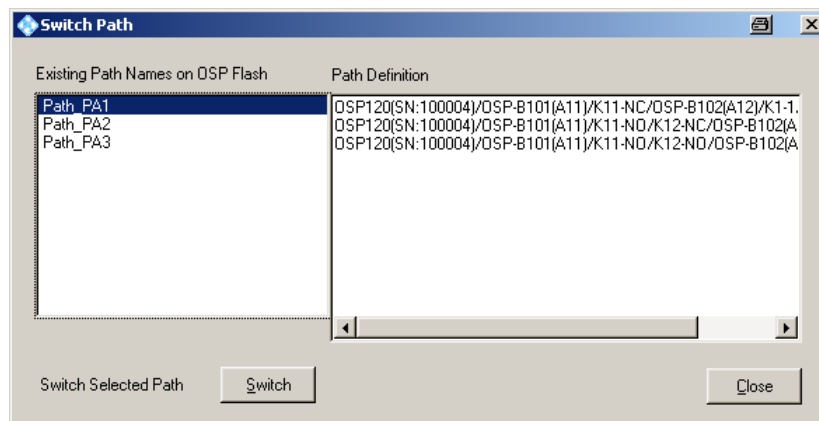 Switch Path
Existing Path Names on OSP Flash
Path Definition
Path_PA1
Path_PA2
Path_PA3
OSP120(SN:100004)/OSP-B101(A11)/K11-NC/OSP-B102(A12)/K1-1.
OSP120(SN:100004)/OSP-B101(A11)/K11-NO/K12-NC/OSP-B102(A
OSP120(SN:100004)/OSP-B101(A11)/K11-NO/K12-NO/OSP-B102(A
Switch Selected Path
Switch
Close